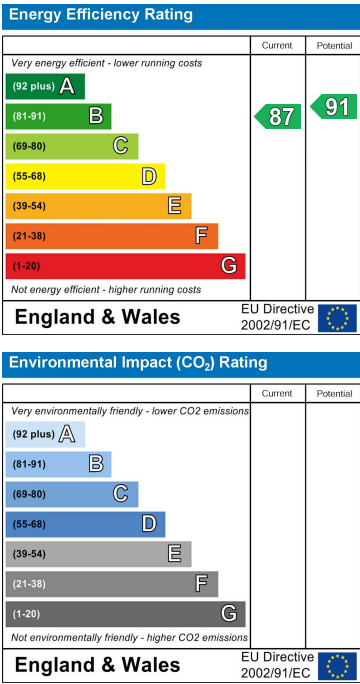 Energy Efficiency Rating
Current Potential
Very energy efficient - lower running costs
(92 plus) A
(81-91) B
(69-80) C
(55-68) D
(39-54) E
(21-38) F
(1-20) G
87
91
Not energy efficient - higher running costs
England & Wales
EU Directive
2002/91/EC
Environmental Impact (CO₂) Rating
Current Potential
Very environmentally friendly - lower CO2 emissions
(92 plus) A
(81-91) B
(69-80) C
(55-68) D
(39-54) E
(21-38) F
(1-20) G
Not environmentally friendly - higher CO2 emissions
England & Wales
EU Directive
2002/91/EC